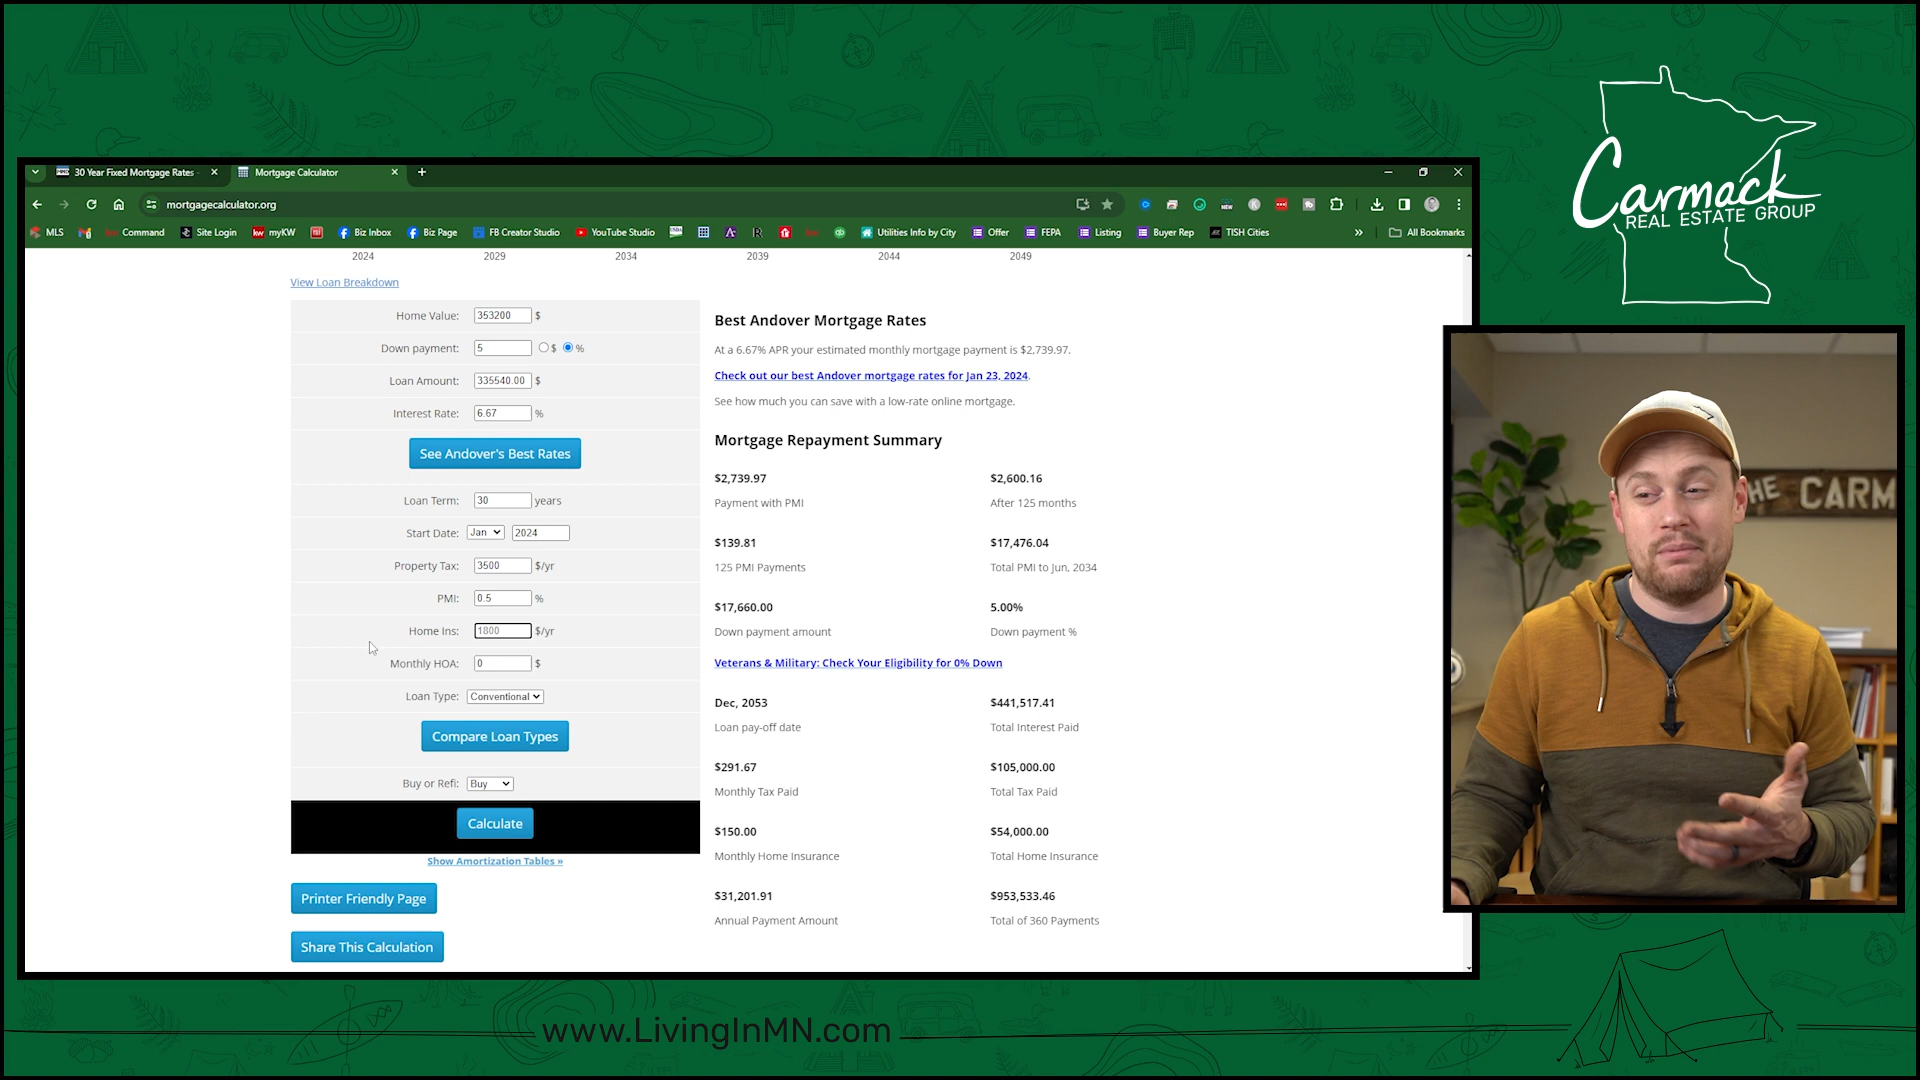 Carmack
REAL ESTATE GROUP
30 Year Fixed Mortgage Rates
Mortgage Calculator
mortgagecalculator.org
MLS
Command
Site Login
kw myKW
Biz Inbox
Biz Page
FB Creator Studio
YouTube Studio
Utilities Info by City
Offer
FEPA
Listing
Buyer Rep
TISH Cities
»
All Bookmarks
2024 2029 2034 2039 2044 2049
View Loan Breakdown
Home Value: 353200 $
Down payment: 5 $ %
Loan Amount: 335540.00 $
Interest Rate: 6.67 %
See Andover's Best Rates
Loan Term: 30 years
Start Date: Jan 2024
Property Tax: 3500 $/yr
PMI: 0.5 %
Home Ins: 1800 $/yr
Monthly HOA: 0 $
Loan Type: Conventional
Compare Loan Types
Buy or Refi: Buy
Calculate
Show Amortization Tables »
Printer Friendly Page
Share This Calculation
Best Andover Mortgage Rates
At a 6.67% APR your estimated monthly mortgage payment is $2,739.97.
Check out our best Andover mortgage rates for Jan 23, 2024.
See how much you can save with a low-rate online mortgage.
Mortgage Repayment Summary
$2,739.97 $2,600.16
Payment with PMI After 125 months
$139.81 $17,476.04
125 PMI Payments Total PMI to Jun, 2034
$17,660.00 5.00%
Down payment amount Down payment %
Veterans & Military: Check Your Eligibility for 0% Down
Dec, 2053 $441,517.41
Loan pay-off date Total Interest Paid
$291.67 $105,000.00
Monthly Tax Paid Total Tax Paid
$150.00 $54,000.00
Monthly Home Insurance Total Home Insurance
$31,201.91 $953,533.46
Annual Payment Amount Total of 360 Payments
THE CARM
www.LivingInMN.com